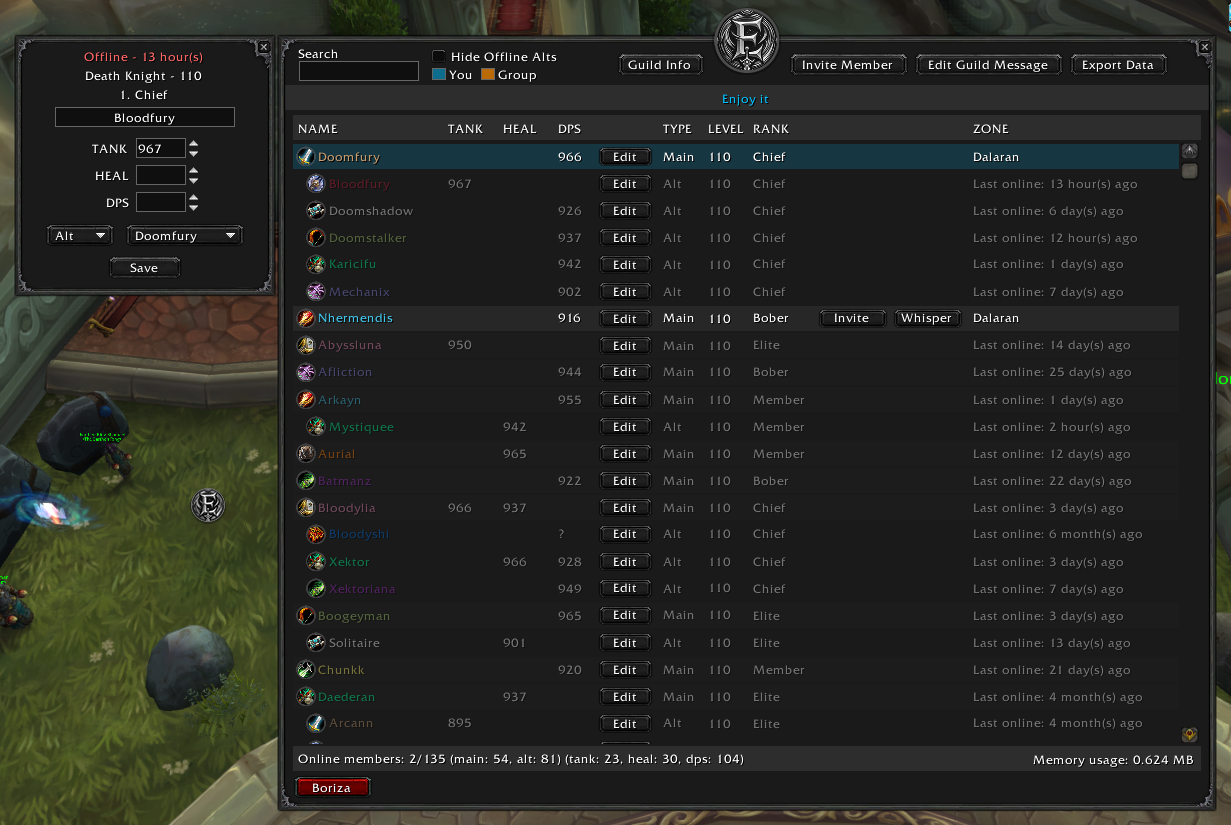 Offline - 13 hour(s)
Death Knight - 110
1. Chief
Bloodfury
TANK 967
HEAL
DPS
Alt Doomfury
Save
Search
Hide Offline Alts
You Group
Guild Info
Invite Member
Edit Guild Message
Export Data
Enjoy it
NAME TANK HEAL DPS TYPE LEVEL RANK ZONE
Doomfury 966 Edit Main 110 Chief Dalaran
Bloodfury 967 Edit Alt 110 Chief Last online: 13 hour(s) ago
Doomshadow 926 Edit Alt 110 Chief Last online: 6 day(s) ago
Doomstalker 937 Edit Alt 110 Chief Last online: 12 hour(s) ago
Karicifu 942 Edit Alt 110 Chief Last online: 1 day(s) ago
Mechanix 902 Edit Alt 110 Chief Last online: 7 day(s) ago
Nhermendis 916 Edit Main 110 Bober Invite Whisper Dalaran
Abyssluna 950 Edit Main 110 Elite Last online: 14 day(s) ago
Afliction 944 Edit Main 110 Bober Last online: 25 day(s) ago
Arkayn 955 Edit Main 110 Member Last online: 1 day(s) ago
Mystiquee 942 Edit Alt 110 Member Last online: 2 hour(s) ago
Aurial 965 Edit Main 110 Member Last online: 12 day(s) ago
Batmanz 922 Edit Main 110 Bober Last online: 22 day(s) ago
Bloodylia 966 937 Edit Main 110 Chief Last online: 3 day(s) ago
Bloodyshi ? Edit Alt 110 Chief Last online: 6 month(s) ago
Xektor 966 928 Edit Alt 110 Chief Last online: 3 day(s) ago
Xektoriana 949 Edit Alt 110 Chief Last online: 7 day(s) ago
Boogeyman 965 Edit Main 110 Elite Last online: 3 day(s) ago
Solitaire 901 Edit Alt 110 Elite Last online: 13 day(s) ago
Chunkk 920 Edit Main 110 Member Last online: 21 day(s) ago
Daederan 937 Edit Main 110 Elite Last online: 4 month(s) ago
Arcann 895 Edit Alt 110 Elite Last online: 4 month(s) ago
Online members: 2/135 (main: 54, alt: 81) (tank: 23, heal: 30, dps: 104)
Memory usage: 0.624 MB
Boriza